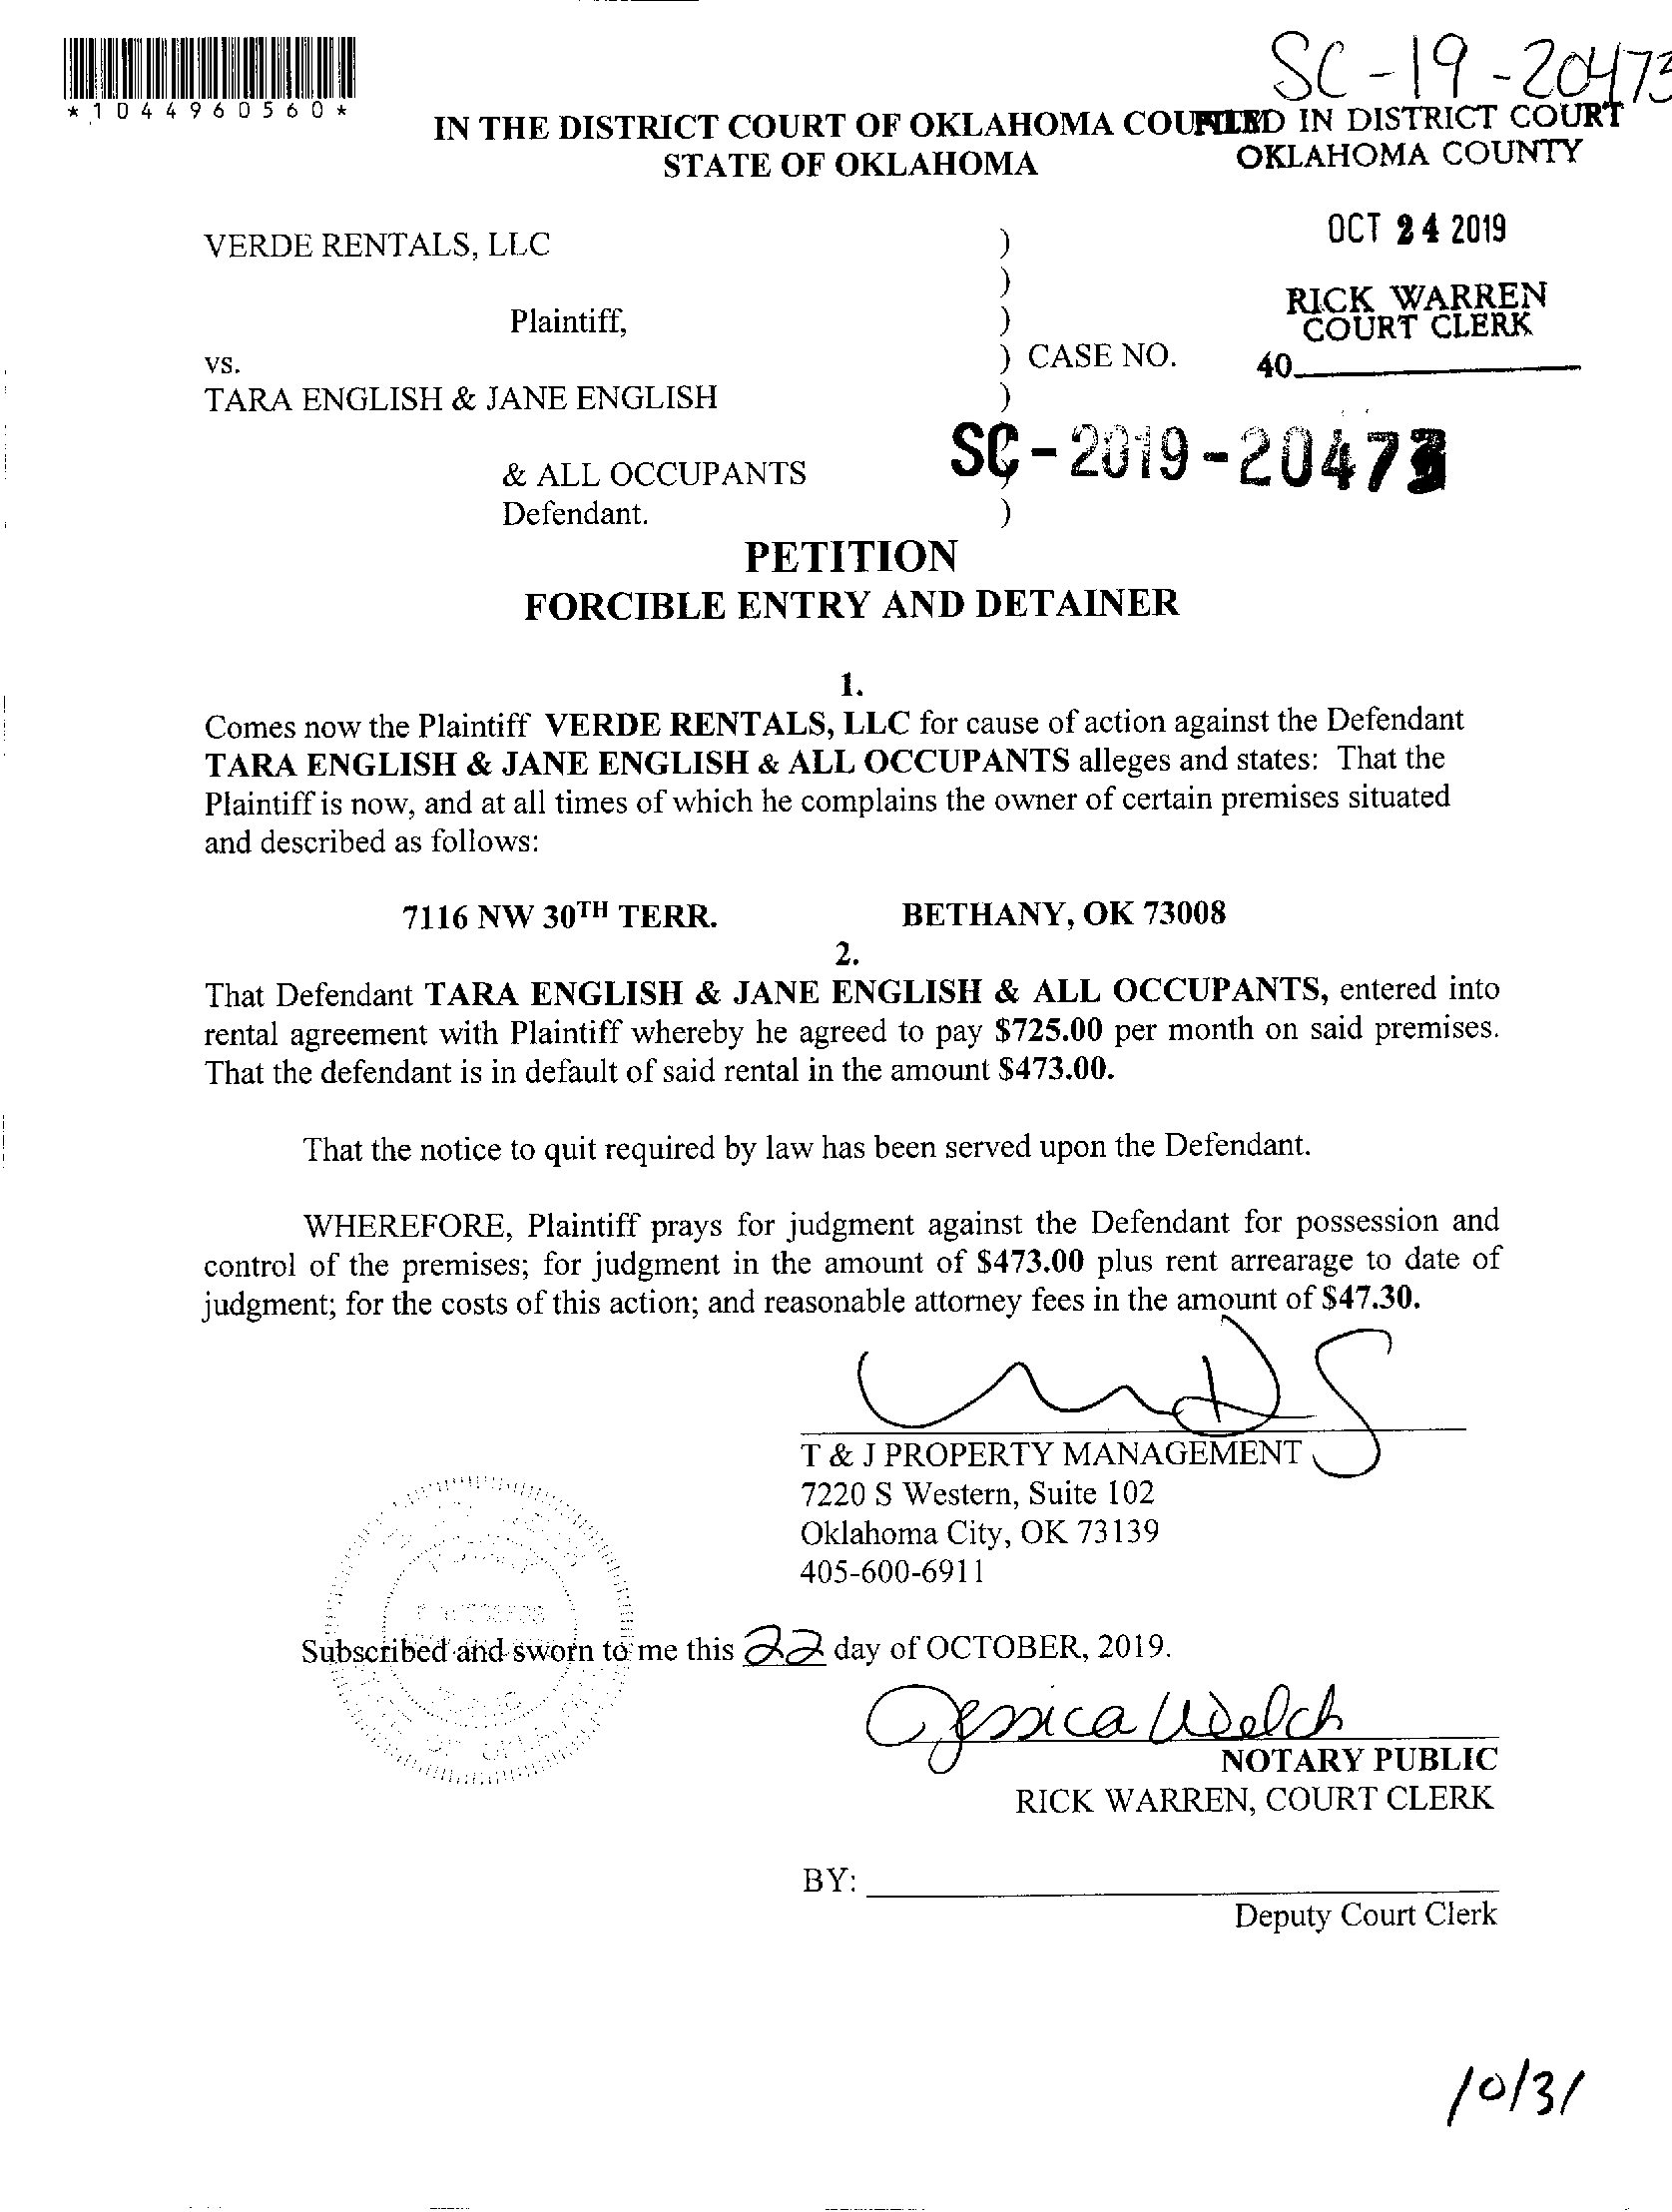 SC-19-20473
*1044960560*
IN THE DISTRICT COURT OF OKLAHOMA COUNTY
STATE OF OKLAHOMA
FILED IN DISTRICT COURT
OKLAHOMA COUNTY
OCT 24 2019
RICK WARREN
COURT CLERK
40
VERDE RENTALS, LLC )
)
Plaintiff, )
vs. ) CASE NO.
TARA ENGLISH & JANE ENGLISH )
SC-2019-20473
& ALL OCCUPANTS )
Defendant. )
PETITION
FORCIBLE ENTRY AND DETAINER
1.
Comes now the Plaintiff VERDE RENTALS, LLC for cause of action against the Defendant
TARA ENGLISH & JANE ENGLISH & ALL OCCUPANTS alleges and states: That the
Plaintiff is now, and at all times of which he complains the owner of certain premises situated
and described as follows:
7116 NW 30TH TERR. BETHANY, OK 73008
2.
That Defendant TARA ENGLISH & JANE ENGLISH & ALL OCCUPANTS, entered into
rental agreement with Plaintiff whereby he agreed to pay $725.00 per month on said premises.
That the defendant is in default of said rental in the amount $473.00.
That the notice to quit required by law has been served upon the Defendant.
WHEREFORE, Plaintiff prays for judgment against the Defendant for possession and
control of the premises; for judgment in the amount of $473.00 plus rent arrearage to date of
judgment; for the costs of this action; and reasonable attorney fees in the amount of $47.30.
T & J PROPERTY MANAGEMENT
7220 S Western, Suite 102
Oklahoma City, OK 73139
405-600-6911
Subscribed and sworn to me this 22 day of OCTOBER, 2019.
Jessica Welch
NOTARY PUBLIC
RICK WARREN, COURT CLERK
BY:
Deputy Court Clerk
10/31